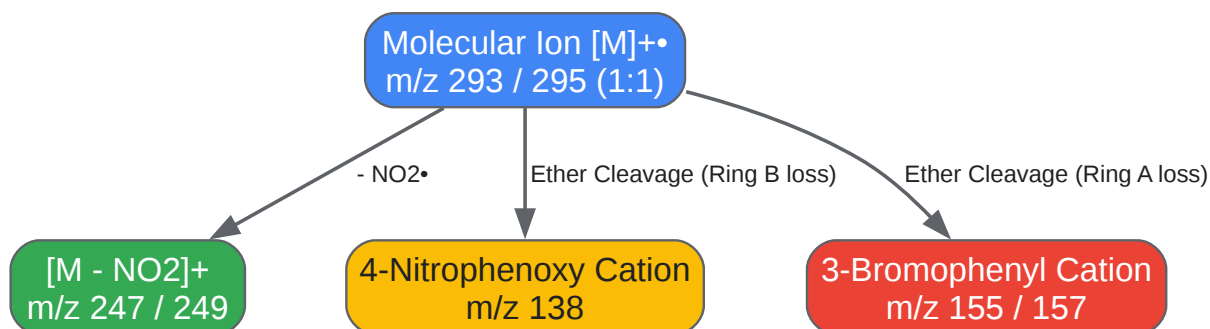 Molecular Ion [M]+•
m/z 293 / 295 (1:1)
- NO2•
Ether Cleavage (Ring B loss)
Ether Cleavage (Ring A loss)
[M - NO2]+
m/z 247 / 249
4-Nitrophenoxy Cation
m/z 138
3-Bromophenyl Cation
m/z 155 / 157